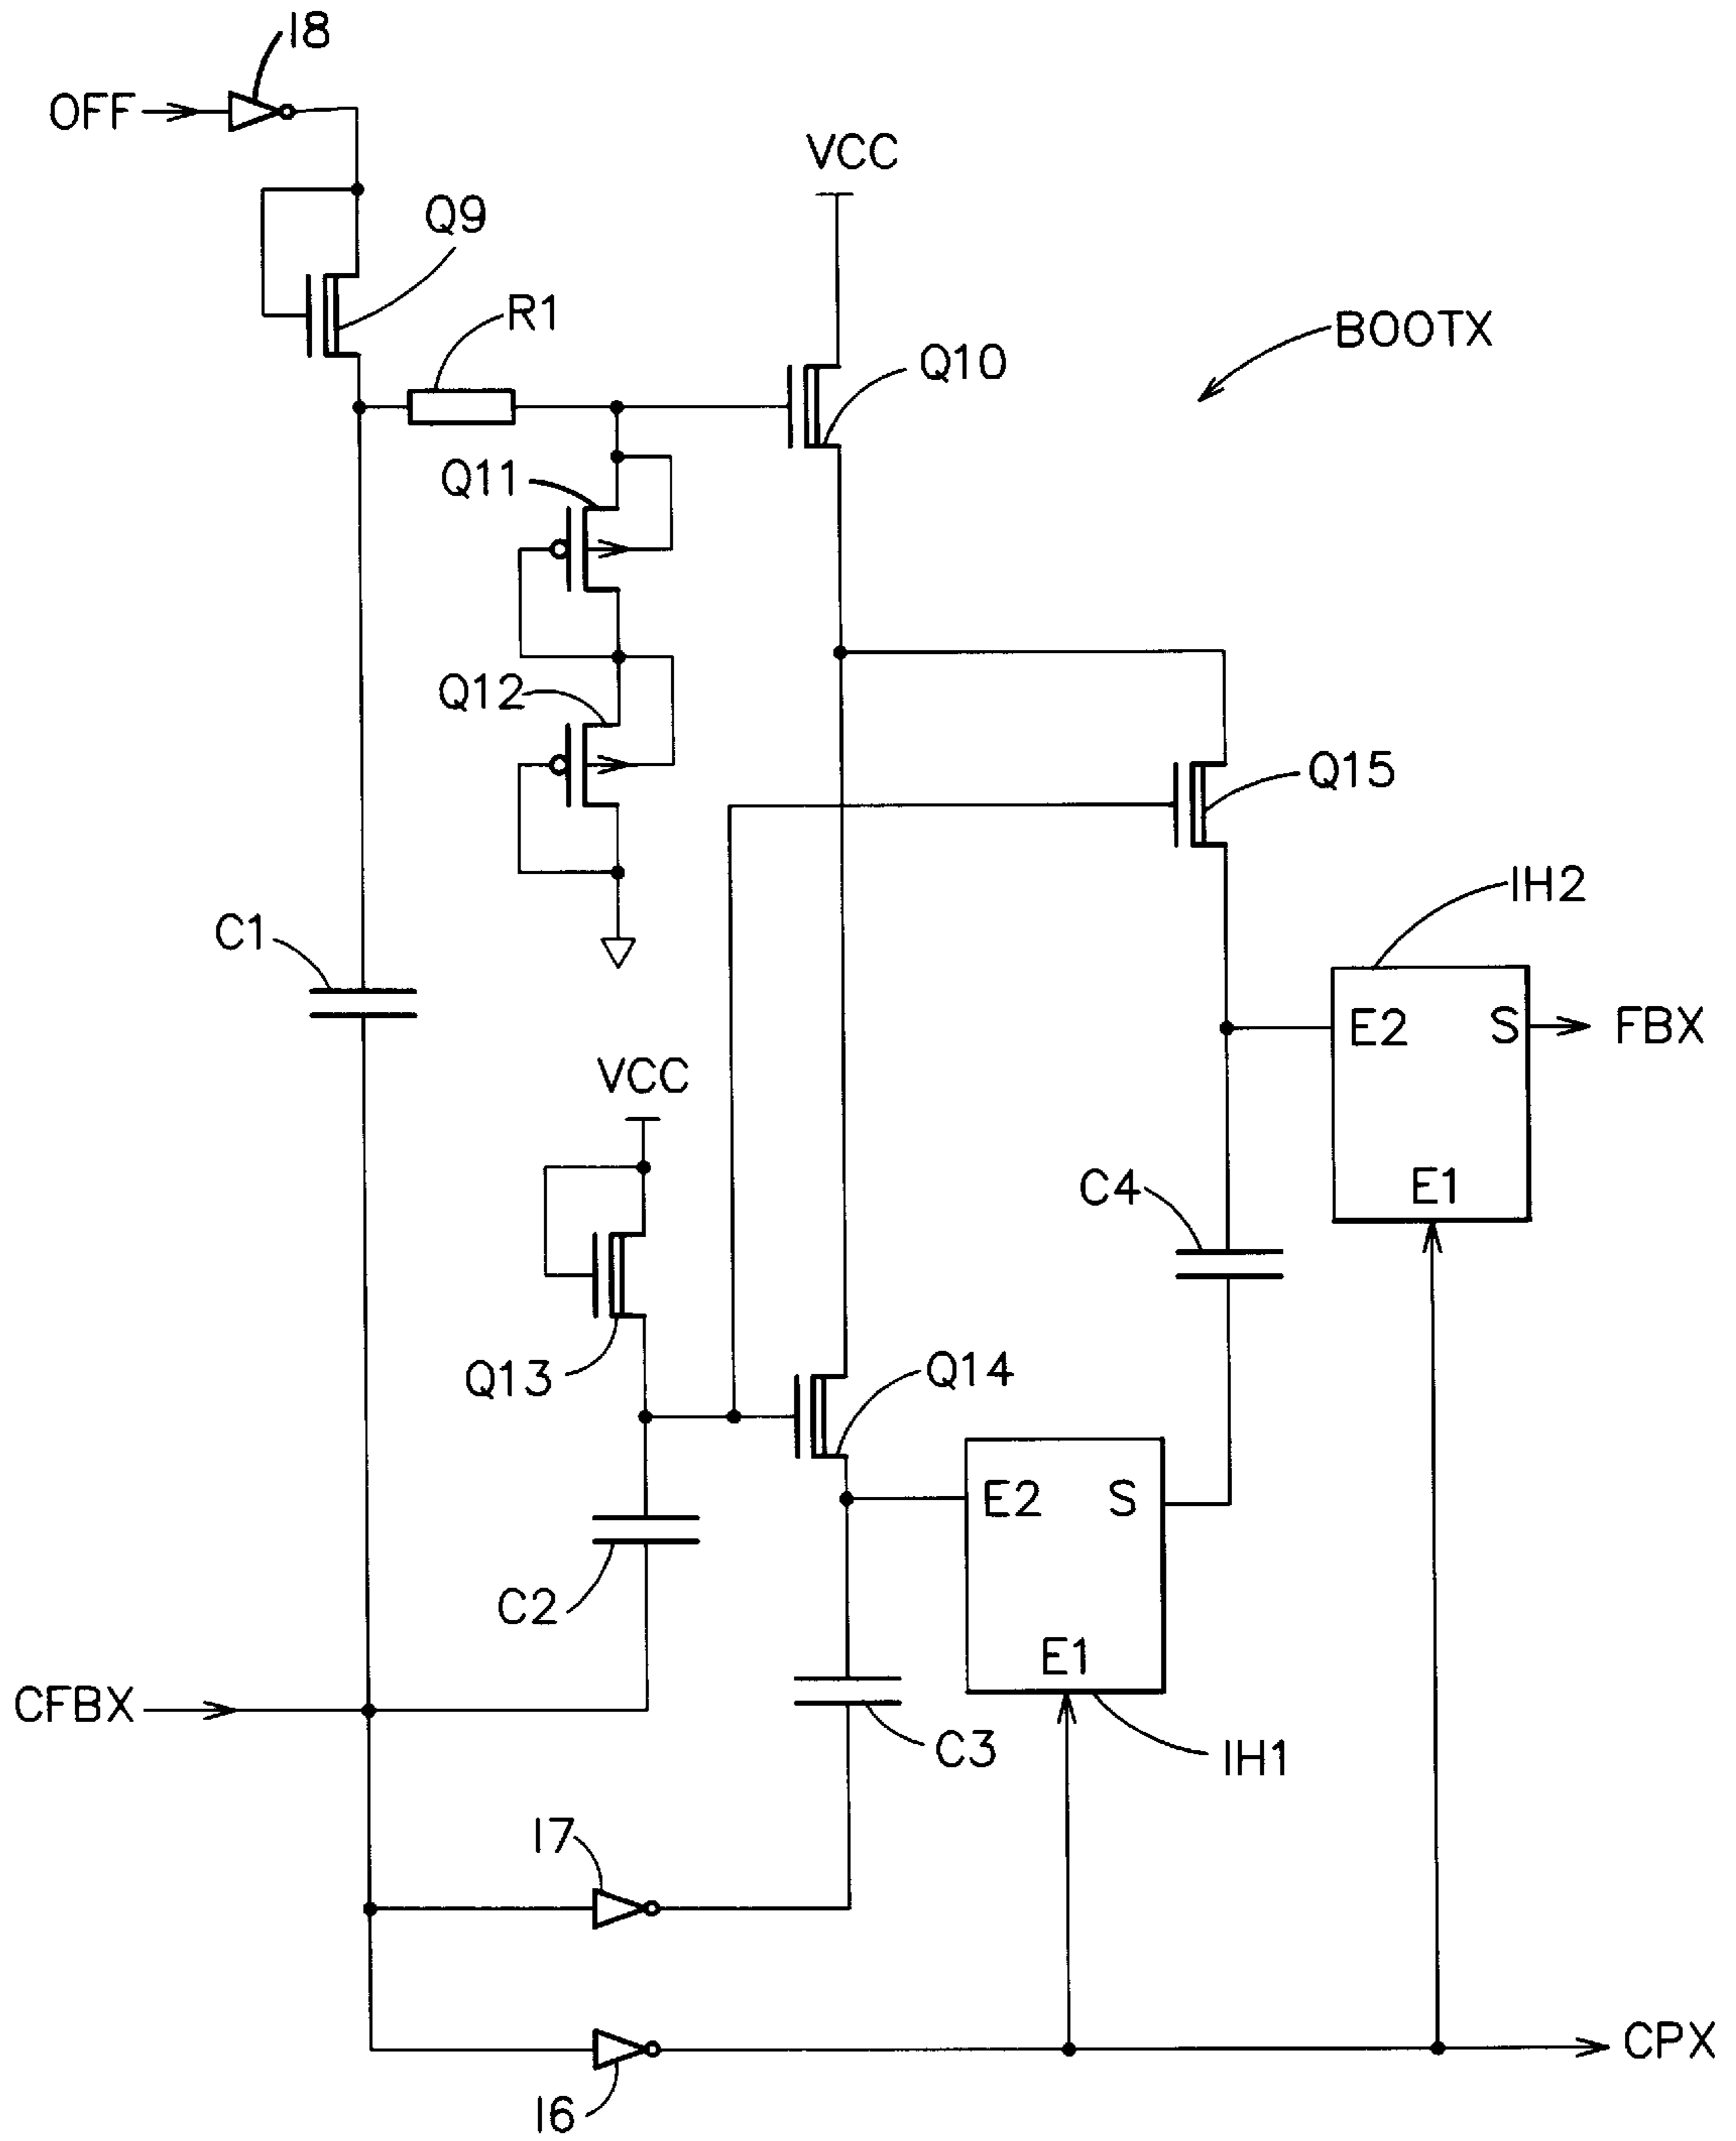 I8
OFF
VCC
Q9
R1
BOOTX
Q10
Q11
Q12
Q15
IH2
C1
E2 S FBX
VCC
E1
C4
Q13
Q14
E2 S
C2
E1
CFBX
C3
IH1
I7
CPX
I6